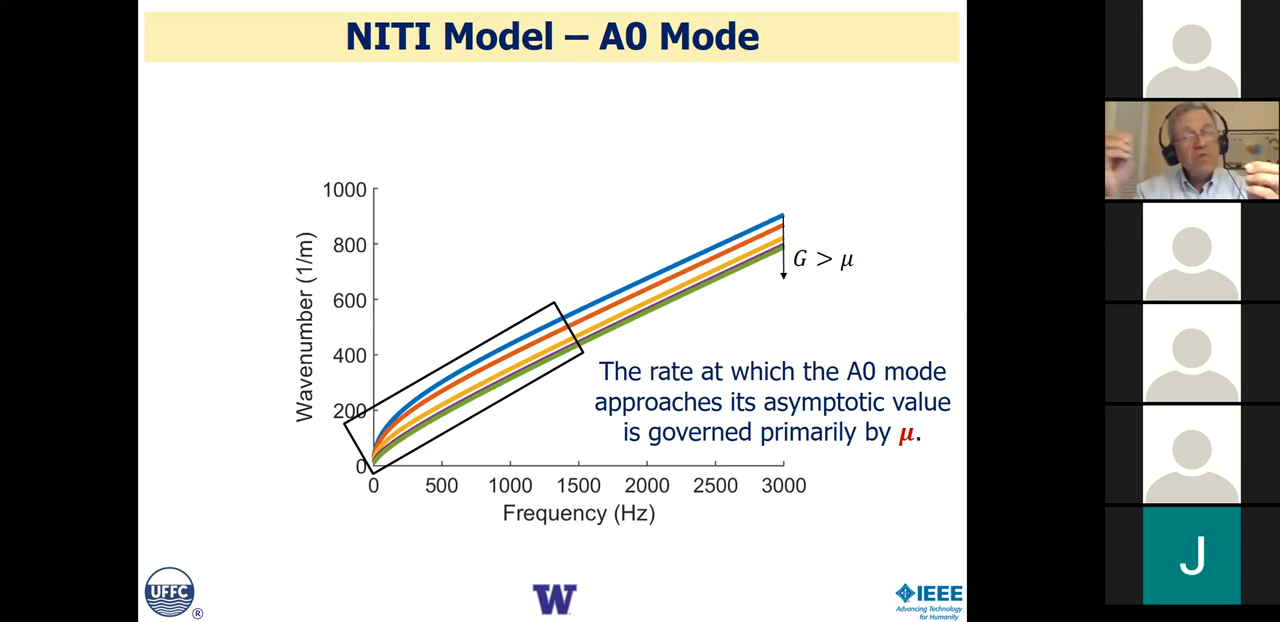 NITI Model – A0 Mode
1000
800
600
400
200
0
Wavenumber (1/m)
0 500 1000 1500 2000 2500 3000
Frequency (Hz)
G > μ
The rate at which the A0 mode
approaches its asymptotic value
is governed primarily by μ.
UFFC
®
W
IEEE
Advancing Technology
for Humanity
J